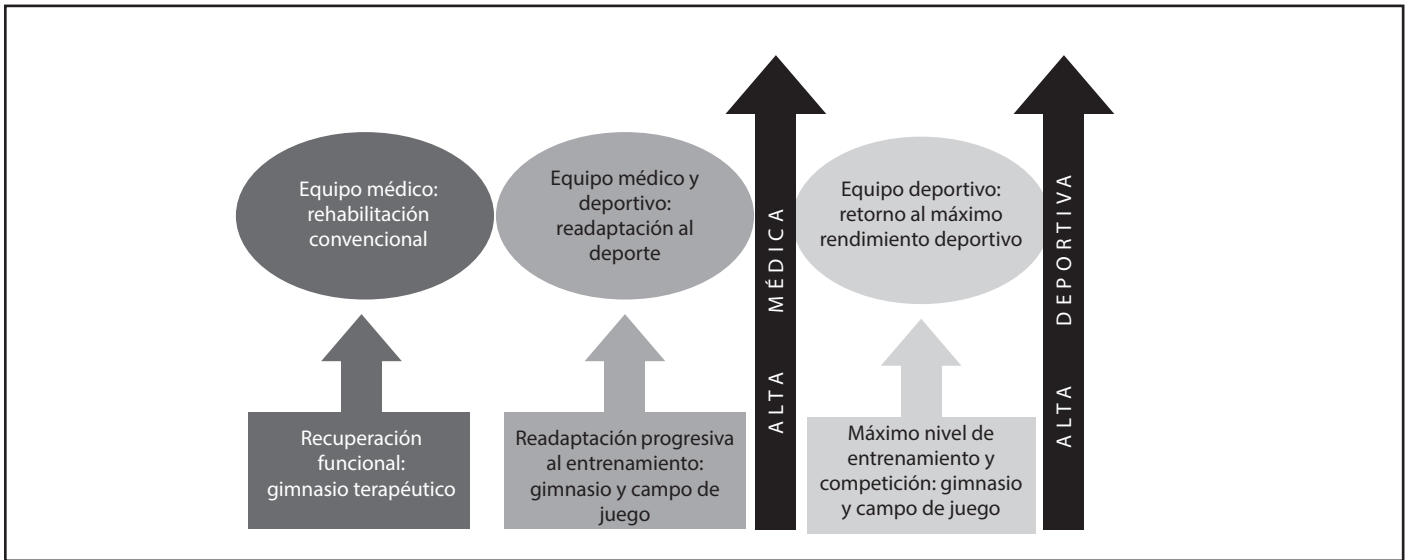 Equipo médico:
rehabilitación
convencional
Equipo médico y
deportivo:
readaptación al
deporte
ALTA MÉDICA
Equipo deportivo:
retorno al máximo
rendimiento deportivo
ALTA DEPORTIVA
Recuperación
funcional:
gimnasio terapéutico
Readaptación progresiva
al entrenamiento:
gimnasio y campo de
juego
Máximo nivel de
entrenamiento y
competición: gimnasio
y campo de juego